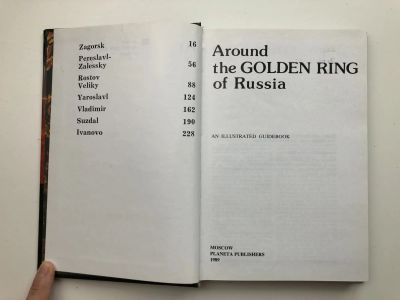 Zagorsk 16
Pereslavl-
Zalessky 56
Rostov
Veliky 88
Yaroslavl 124
Vladimir 162
Suzdal 190
Ivanovo 228
Around
the GOLDEN RING
of Russia
AN ILLUSTRATED GUIDEBOOK
MOSCOW
PLANETA PUBLISHERS
1989